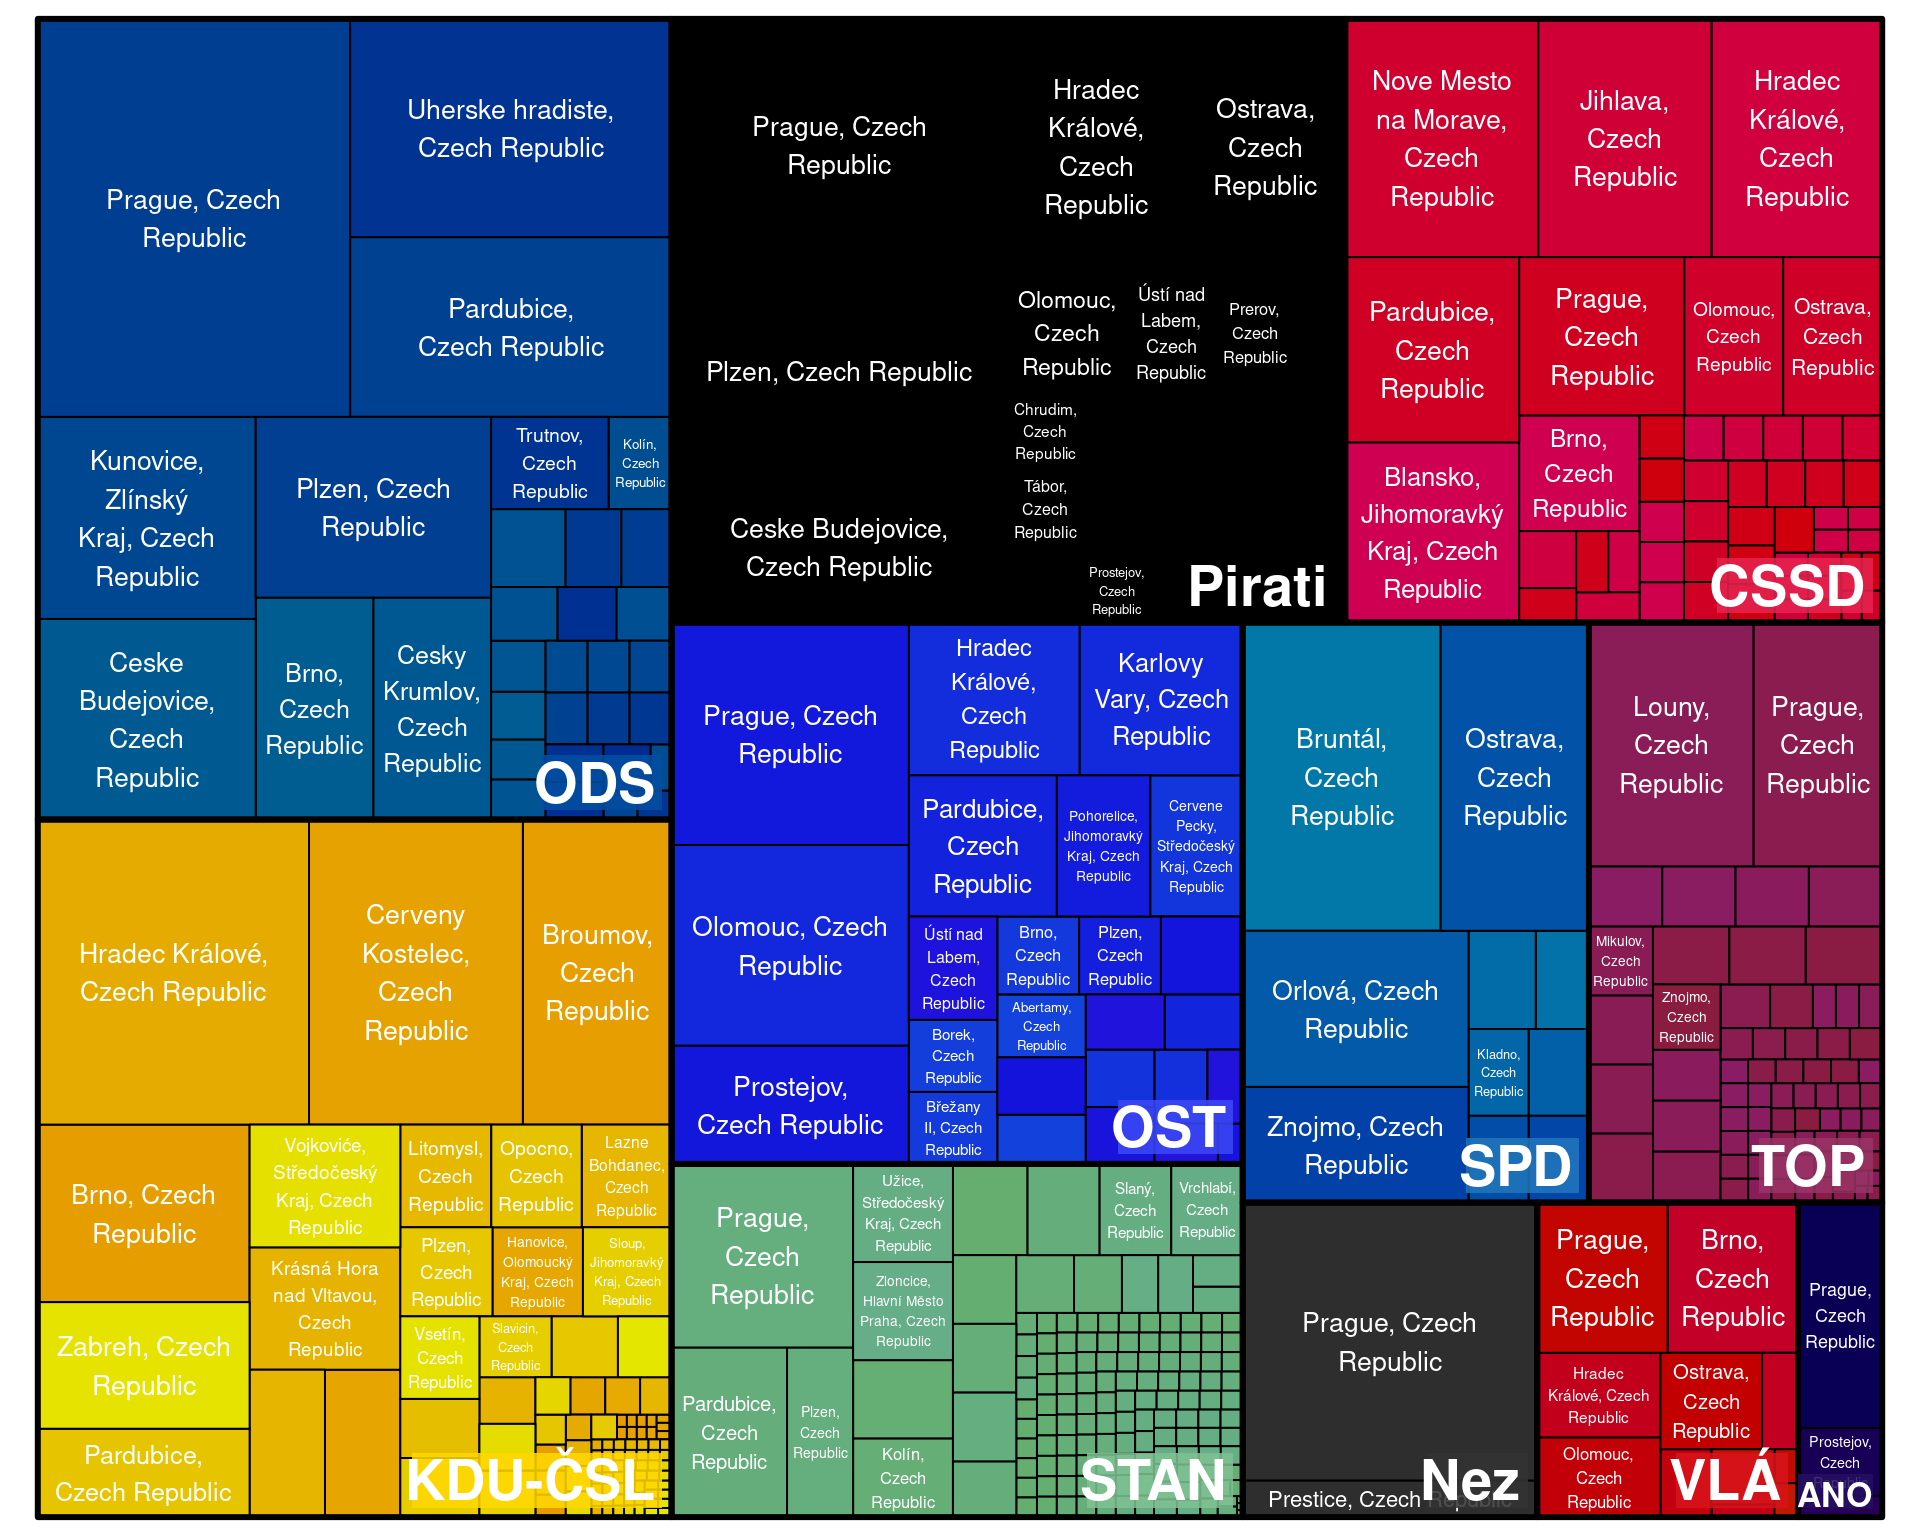 Prague, Czech
Republic
Uherske hradiste,
Czech Republic
Pardubice,
Czech Republic
Kunovice,
Zlínský
Kraj, Czech
Republic
Plzen, Czech
Republic
Trutnov,
Czech
Republic
Kolín,
Czech
Republic
Ceske
Budejovice,
Czech
Republic
Brno,
Czech
Republic
Cesky
Krumlov,
Czech
Republic
ODS
Prague, Czech
Republic
Hradec
Králové,
Czech
Republic
Ostrava,
Czech
Republic
Plzen, Czech Republic
Olomouc,
Czech
Republic
Ústí nad
Labem,
Czech
Republic
Prerov,
Czech
Republic
Chrudim,
Czech
Republic
Tábor,
Czech
Republic
Ceske Budejovice,
Czech Republic
Prostejov,
Czech
Republic
Pirati
Nove Mesto
na Morave,
Czech
Republic
Jihlava,
Czech
Republic
Hradec
Králové,
Czech
Republic
Pardubice,
Czech
Republic
Prague,
Czech
Republic
Olomouc,
Czech
Republic
Ostrava,
Czech
Republic
Blansko,
Jihomoravký
Kraj, Czech
Republic
Brno,
Czech
Republic
CSSD
Hradec Králové,
Czech Republic
Cerveny
Kostelec,
Czech
Republic
Broumov,
Czech
Republic
Brno, Czech
Republic
Vojkoviće,
Středočeský
Kraj, Czech
Republic
Litomysl,
Czech
Republic
Opocno,
Czech
Republic
Lazne
Bohdanec,
Czech
Republic
Zabreh, Czech
Republic
Krásná Hora
nad Vltavou,
Czech
Republic
Plzen,
Czech
Republic
Hanovice,
Olomoucký
Kraj, Czech
Republic
Sloup,
Jihomoravký
Kraj, Czech
Republic
Vsetín,
Czech
Republic
Slavicin,
Czech
Republic
Pardubice,
Czech Republic
KDU-ČSL
Prague, Czech
Republic
Hradec
Králové,
Czech
Republic
Karlovy
Vary, Czech
Republic
Olomouc, Czech
Republic
Pardubice,
Czech
Republic
Pohorelice,
Jihomoravký
Kraj, Czech
Republic
Cervene
Pecky,
Středočeský
Kraj, Czech
Republic
Ústí nad
Labem,
Czech
Republic
Brno,
Czech
Republic
Plzen,
Czech
Republic
Abertamy,
Czech
Republic
Borek,
Czech
Republic
Prostejov,
Czech Republic
Břežany
II, Czech
Republic
OST
Bruntál,
Czech
Republic
Ostrava,
Czech
Republic
Orlová, Czech
Republic
Kladno,
Czech
Republic
Znojmo, Czech
Republic
SPD
Louny,
Czech
Republic
Prague,
Czech
Republic
Mikulov,
Czech
Republic
Znojmo,
Czech
Republic
TOP
Prague,
Czech
Republic
Užice,
Středočeský
Kraj, Czech
Republic
Slaný,
Czech
Republic
Vrchlabí,
Czech
Republic
Zloncice,
Hlavní Město
Praha, Czech
Republic
Pardubice,
Czech
Republic
Plzen,
Czech
Republic
Kolín,
Czech
Republic
STAN
Prague, Czech
Republic
Prestice, Czech Republic
Nez
Prague,
Czech
Republic
Brno,
Czech
Republic
Hradec
Králové, Czech
Republic
Ostrava,
Czech
Republic
Olomouc,
Czech
Republic
VLÁ
Prague,
Czech
Republic
Prostejov,
Czech
Republic
ANO